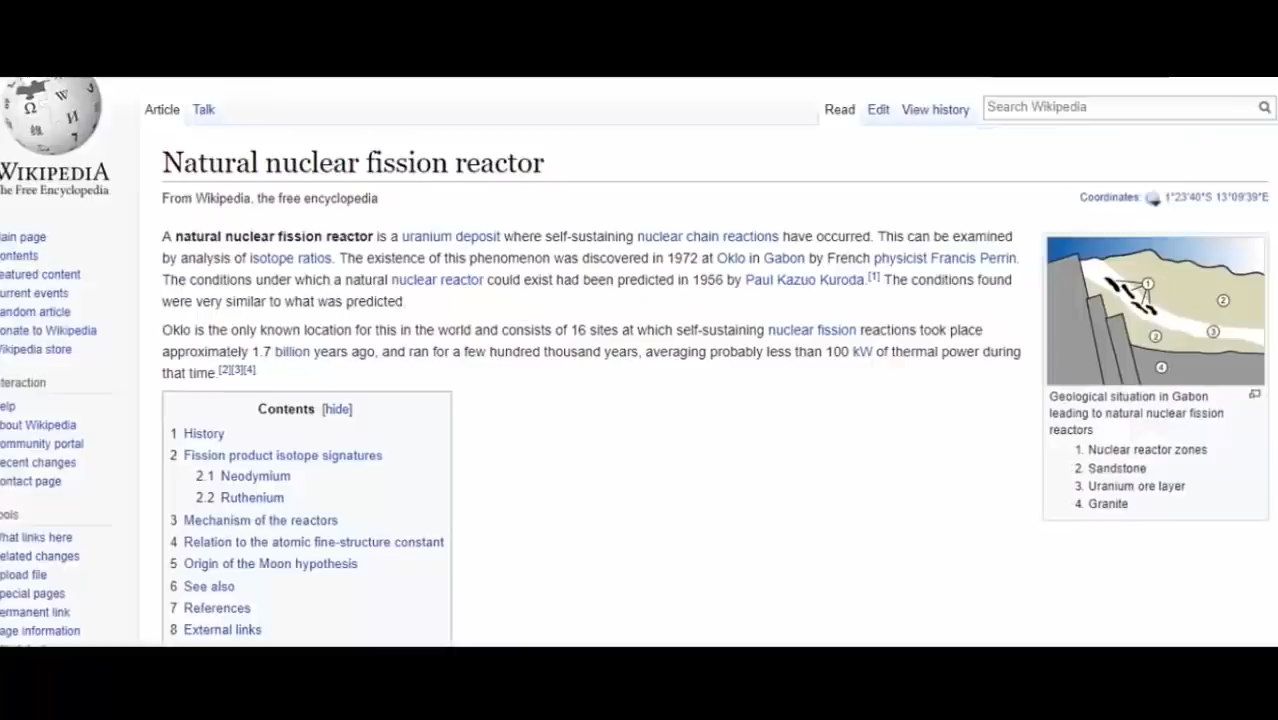 Article Talk Read Edit View history Search Wikipedia
WIKIPEDIA
The Free Encyclopedia
Natural nuclear fission reactor
From Wikipedia, the free encyclopedia
Coordinates: 1°23'40"S 13°09'39"E
A natural nuclear fission reactor is a uranium deposit where self-sustaining nuclear chain reactions have occurred. This can be examined
by analysis of isotope ratios. The existence of this phenomenon was discovered in 1972 at Oklo in Gabon by French physicist Francis Perrin.
The conditions under which a natural nuclear reactor could exist had been predicted in 1956 by Paul Kazuo Kuroda.[1] The conditions found
were very similar to what was predicted
Oklo is the only known location for this in the world and consists of 16 sites at which self-sustaining nuclear fission reactions took place
approximately 1.7 billion years ago, and ran for a few hundred thousand years, averaging probably less than 100 kW of thermal power during
that time.[2][3][4]
Contents [hide]
1 History
2 Fission product isotope signatures
2.1 Neodymium
2.2 Ruthenium
3 Mechanism of the reactors
4 Relation to the atomic fine-structure constant
5 Origin of the Moon hypothesis
6 See also
7 References
8 External links
1
2
2
3
4
Geological situation in Gabon
leading to natural nuclear fission
reactors
1. Nuclear reactor zones
2. Sandstone
3. Uranium ore layer
4. Granite
ain page
ontents
eatured content
urrent events
andom article
onate to Wikipedia
ikipedia store
nteraction
elp
bout Wikipedia
ommunity portal
ecent changes
ontact page
ools
hat links here
elated changes
pload file
pecial pages
ermanent link
age information